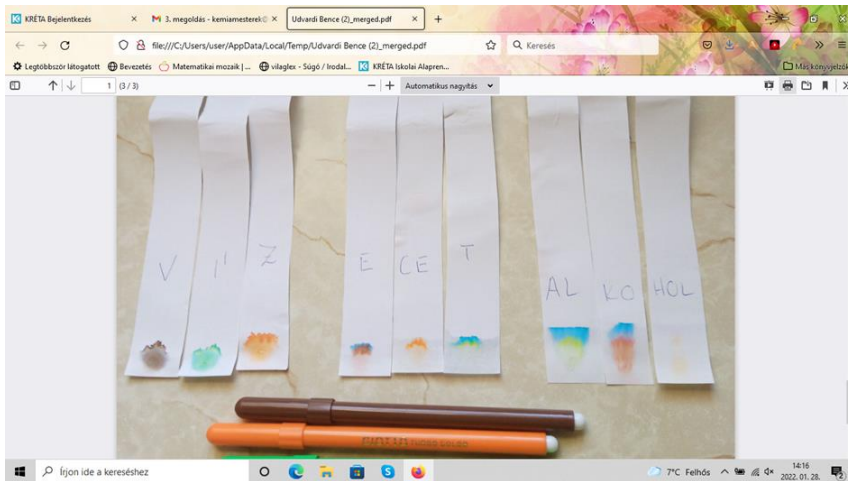 KRÉTA Bejelentkezés
3. megoldás - kemiamesterek
Udvardi Bence (2)_merged.pdf
file:///C:/Users/user/AppData/Local/Temp/Udvardi Bence (2)_merged.pdf
Keresés
Legtöbbször látogatott
Bevezetés
Matematikai mozaik | ...
vilaglex - Súgó / Irodal...
KRÉTA Iskolai Alapren...
Más könyvjelzők
1 (3 / 3)
Automatikus nagyítás
V Í Z
E CE T
AL KO HOL
Írjon ide a kereséshez
7°C Felhős
14:16
2022. 01. 28.
2